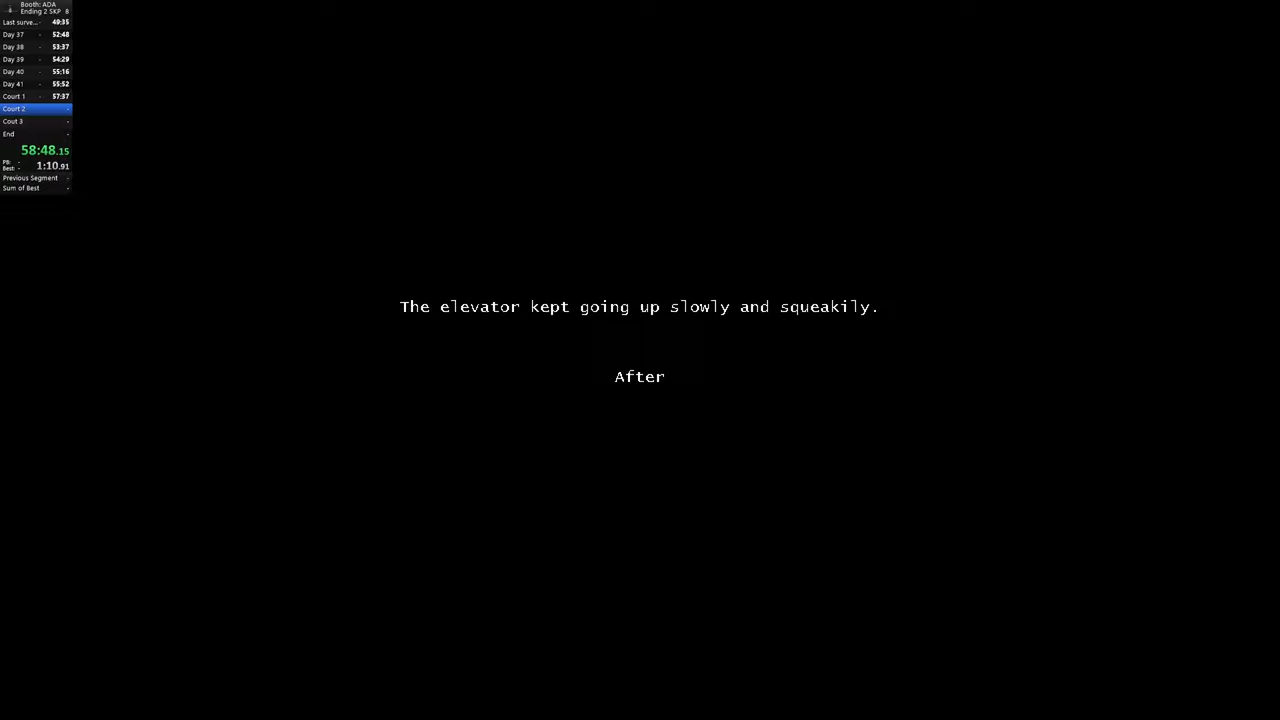 Booth: ADA
Ending 2 SKP 8
Last surve... - 49:35
Day 37 - 52:48
Day 38 - 53:37
Day 39 - 54:29
Day 40 - 55:16
Day 41 - 55:52
Court 1 - 57:37
Court 2 -
Cout 3 -
End -
58:48.15
PB: -
Best: - 1:10.91
Previous Segment -
Sum of Best -
The elevator kept going up slowly and squeakily.
After